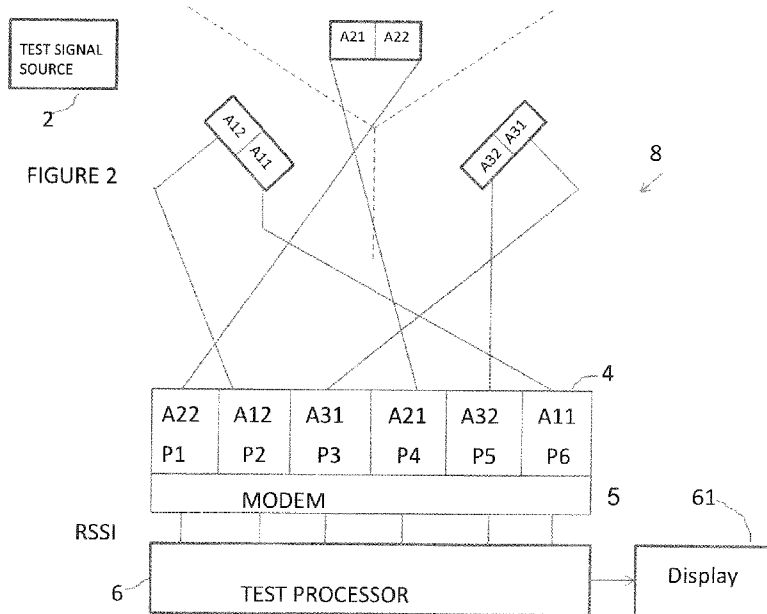 TEST SIGNAL
SOURCE
2
A21 A22
A12
A11
A32
A31
FIGURE 2
8
4
A22 A12 A31 A21 A32 A11
P1 P2 P3 P4 P5 P6
MODEM
5
RSSI
61
6
TEST PROCESSOR
Display